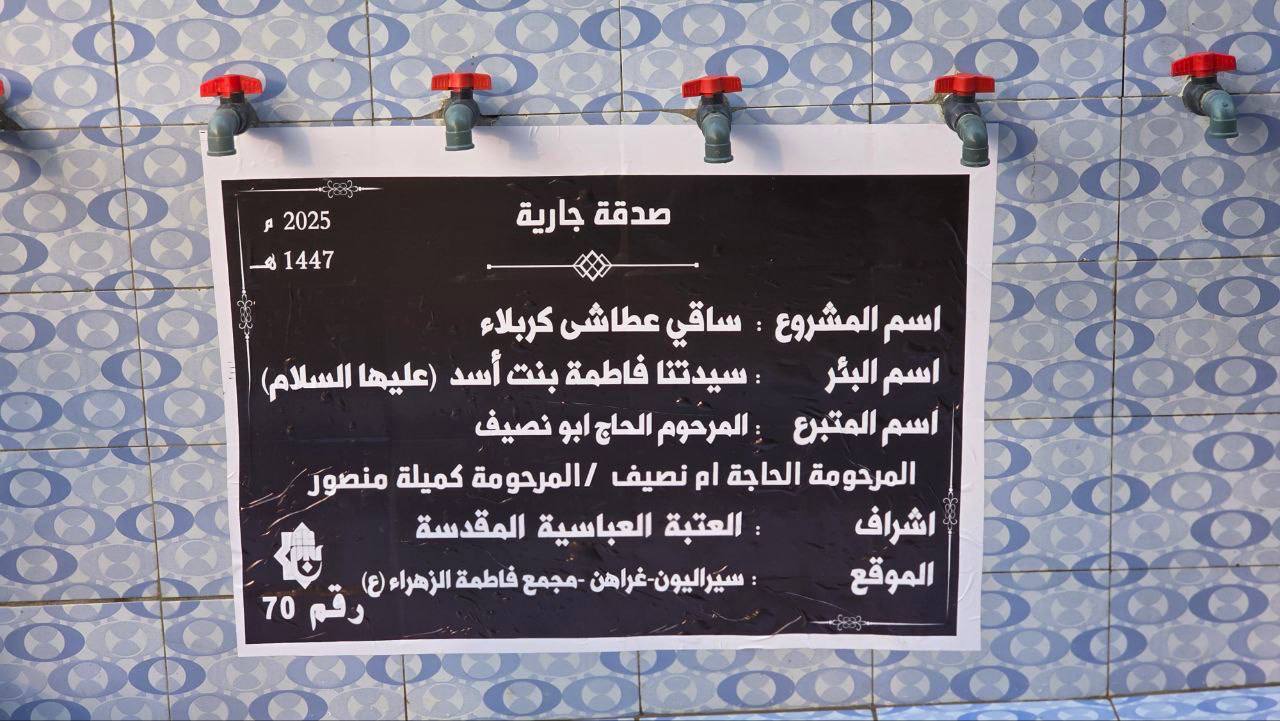 صدقة جارية
2025 م
1447 هـ
اسم المشروع : ساقي عطاشى كربلاء
اسم البئر : سيدتنا فاطمة بنت أسد (عليها السلام)
اسم المتبرع : المرحوم الحاج ابو نصيف
المرحومة الحاجة ام نصيف /المرحومة كميلة منصور
اشراف : العتبة العباسية المقدسة
الموقع : سيراليون-غراهن -مجمع فاطمة الزهراء (ع)
رقم 70